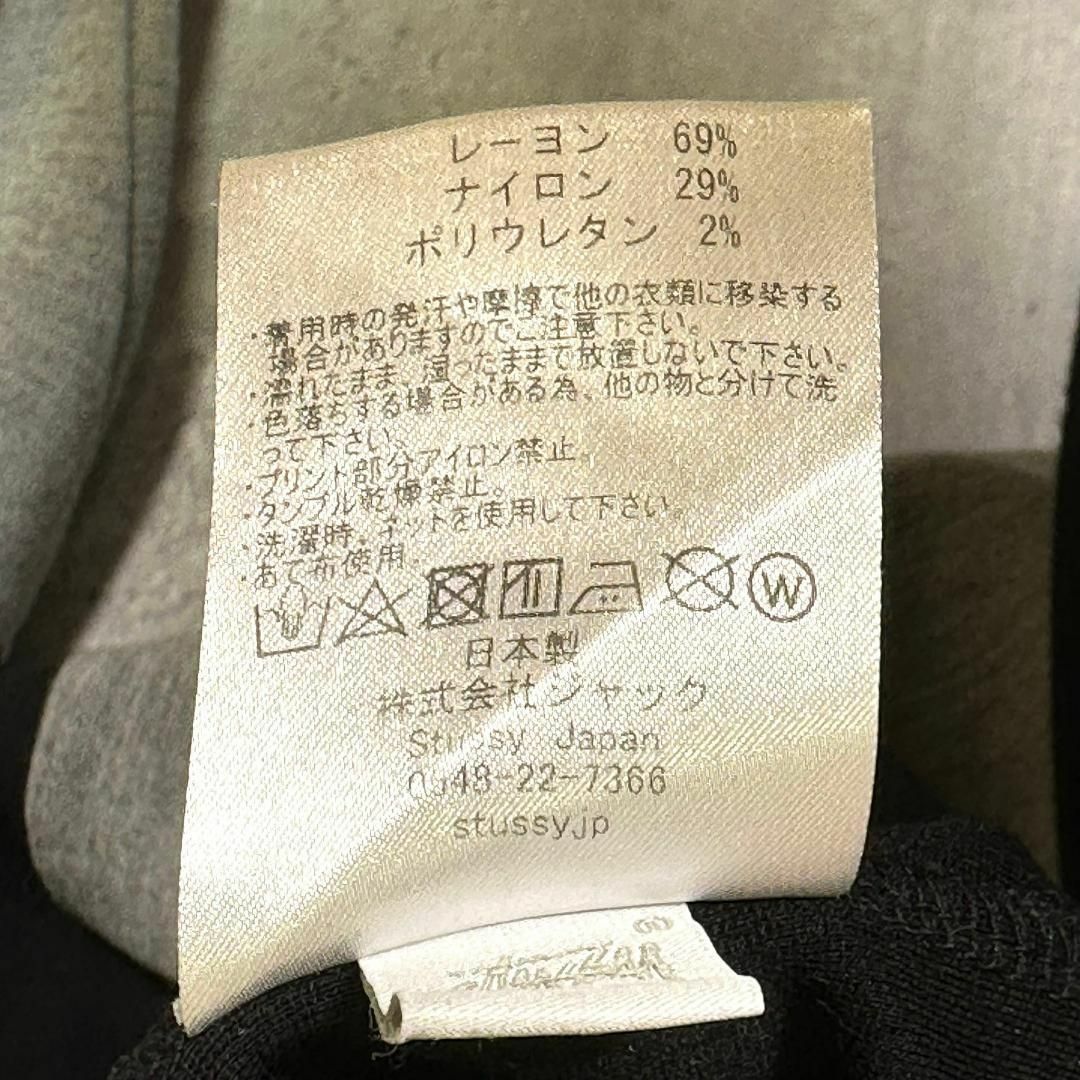 レーヨン 69%
ナイロン 29%
ポリウレタン 2%
・着用時の発汗や摩擦で他の衣類に移染する
場合がありますのでご注意下さい。
・濡れたまま、湿ったままで放置しないで下さい。
・色落ちする場合がある為、他の物と分けて洗
って下さい。
・プリント部分アイロン禁止。
・タンブル乾燥禁止。
・洗濯時、ネットを使用して下さい。
・あて布使用。
W
日本製
株式会社ジャック
Stussy Japan
0548-22-7366
stussy.jp